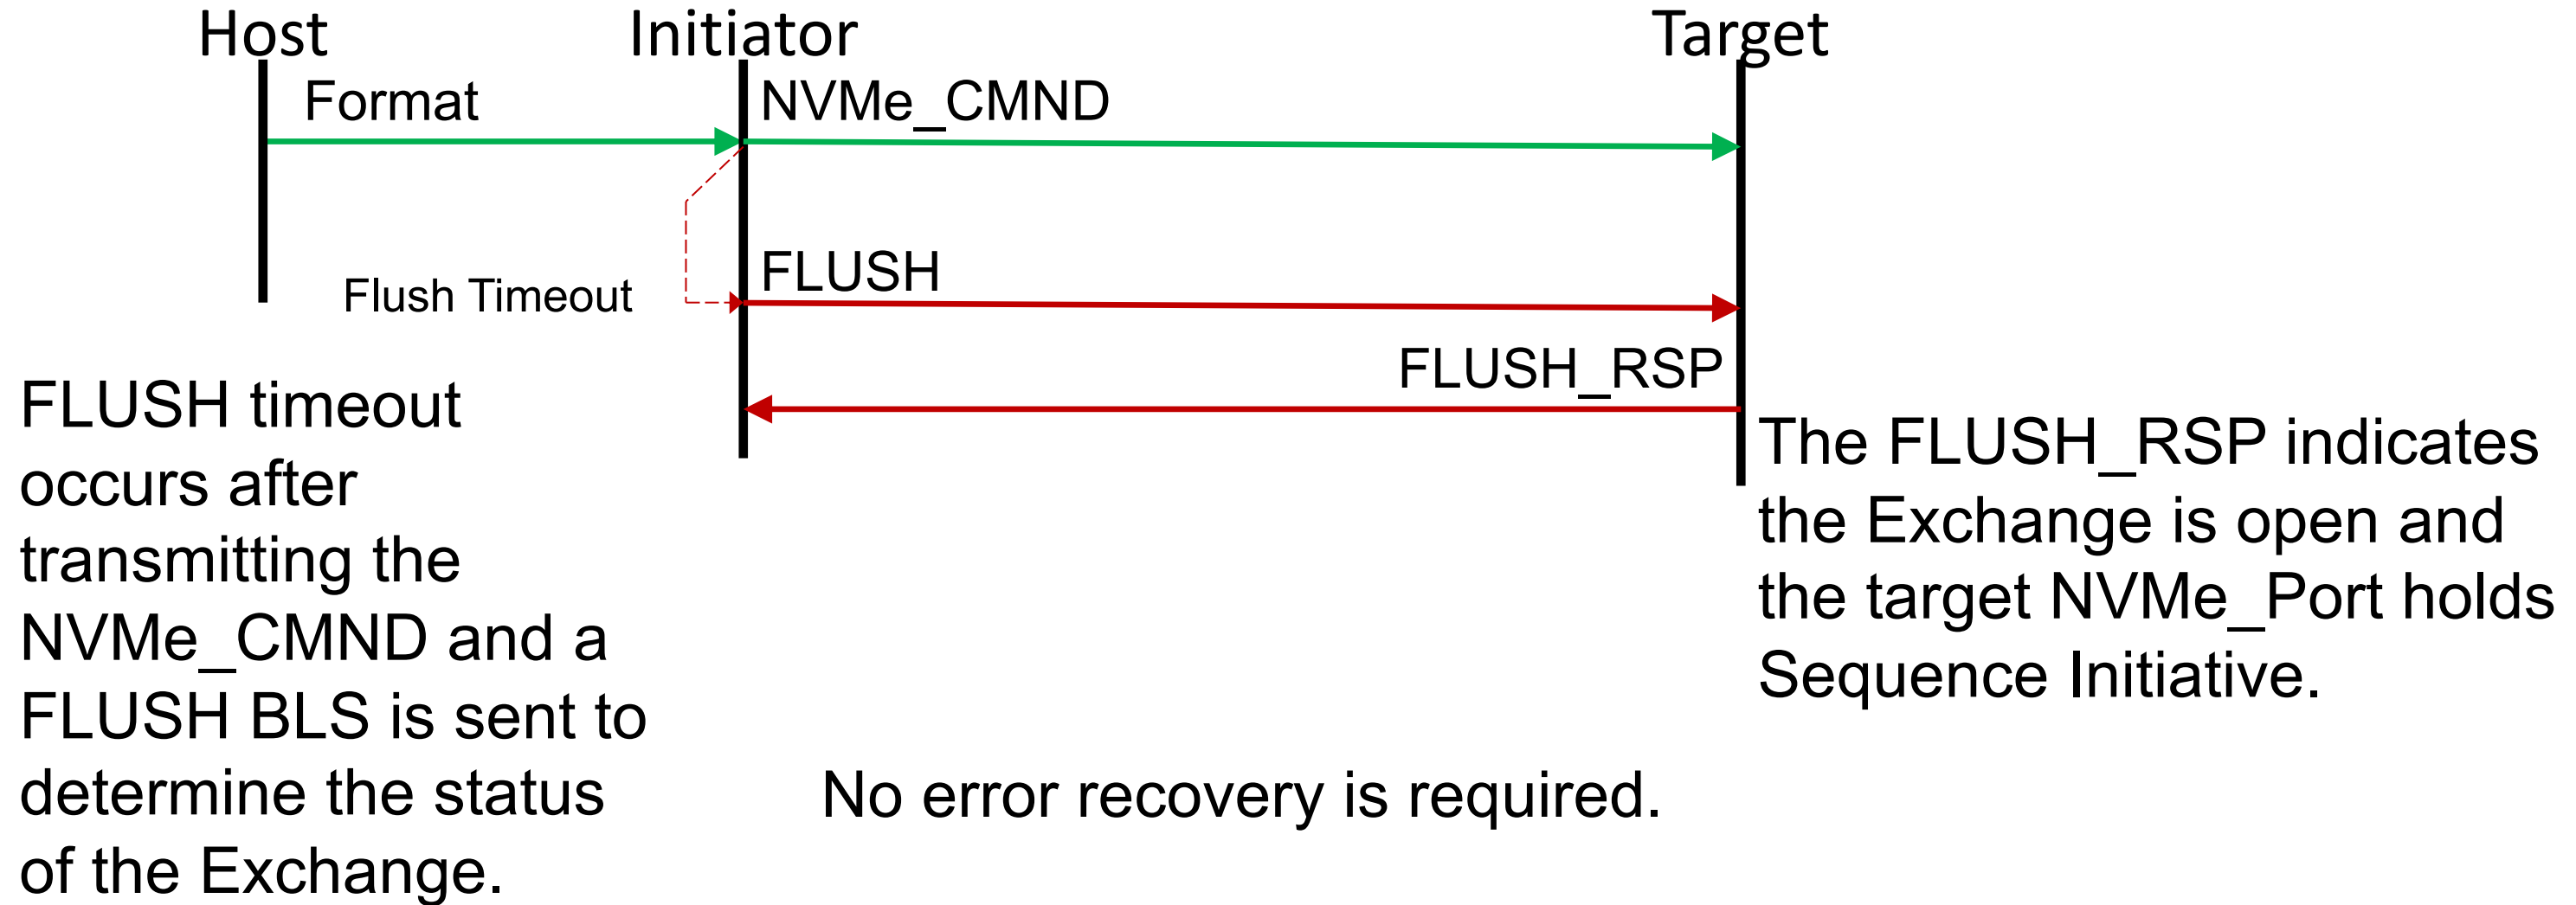 Host
Initiator
Target
Format
NVMe_CMND
Flush Timeout
FLUSH
FLUSH_RSP
FLUSH timeout
occurs after
transmitting the
NVMe_CMND and a
FLUSH BLS is sent to
determine the status
of the Exchange.
The FLUSH_RSP indicates
the Exchange is open and
the target NVMe_Port holds
Sequence Initiative.
No error recovery is required.